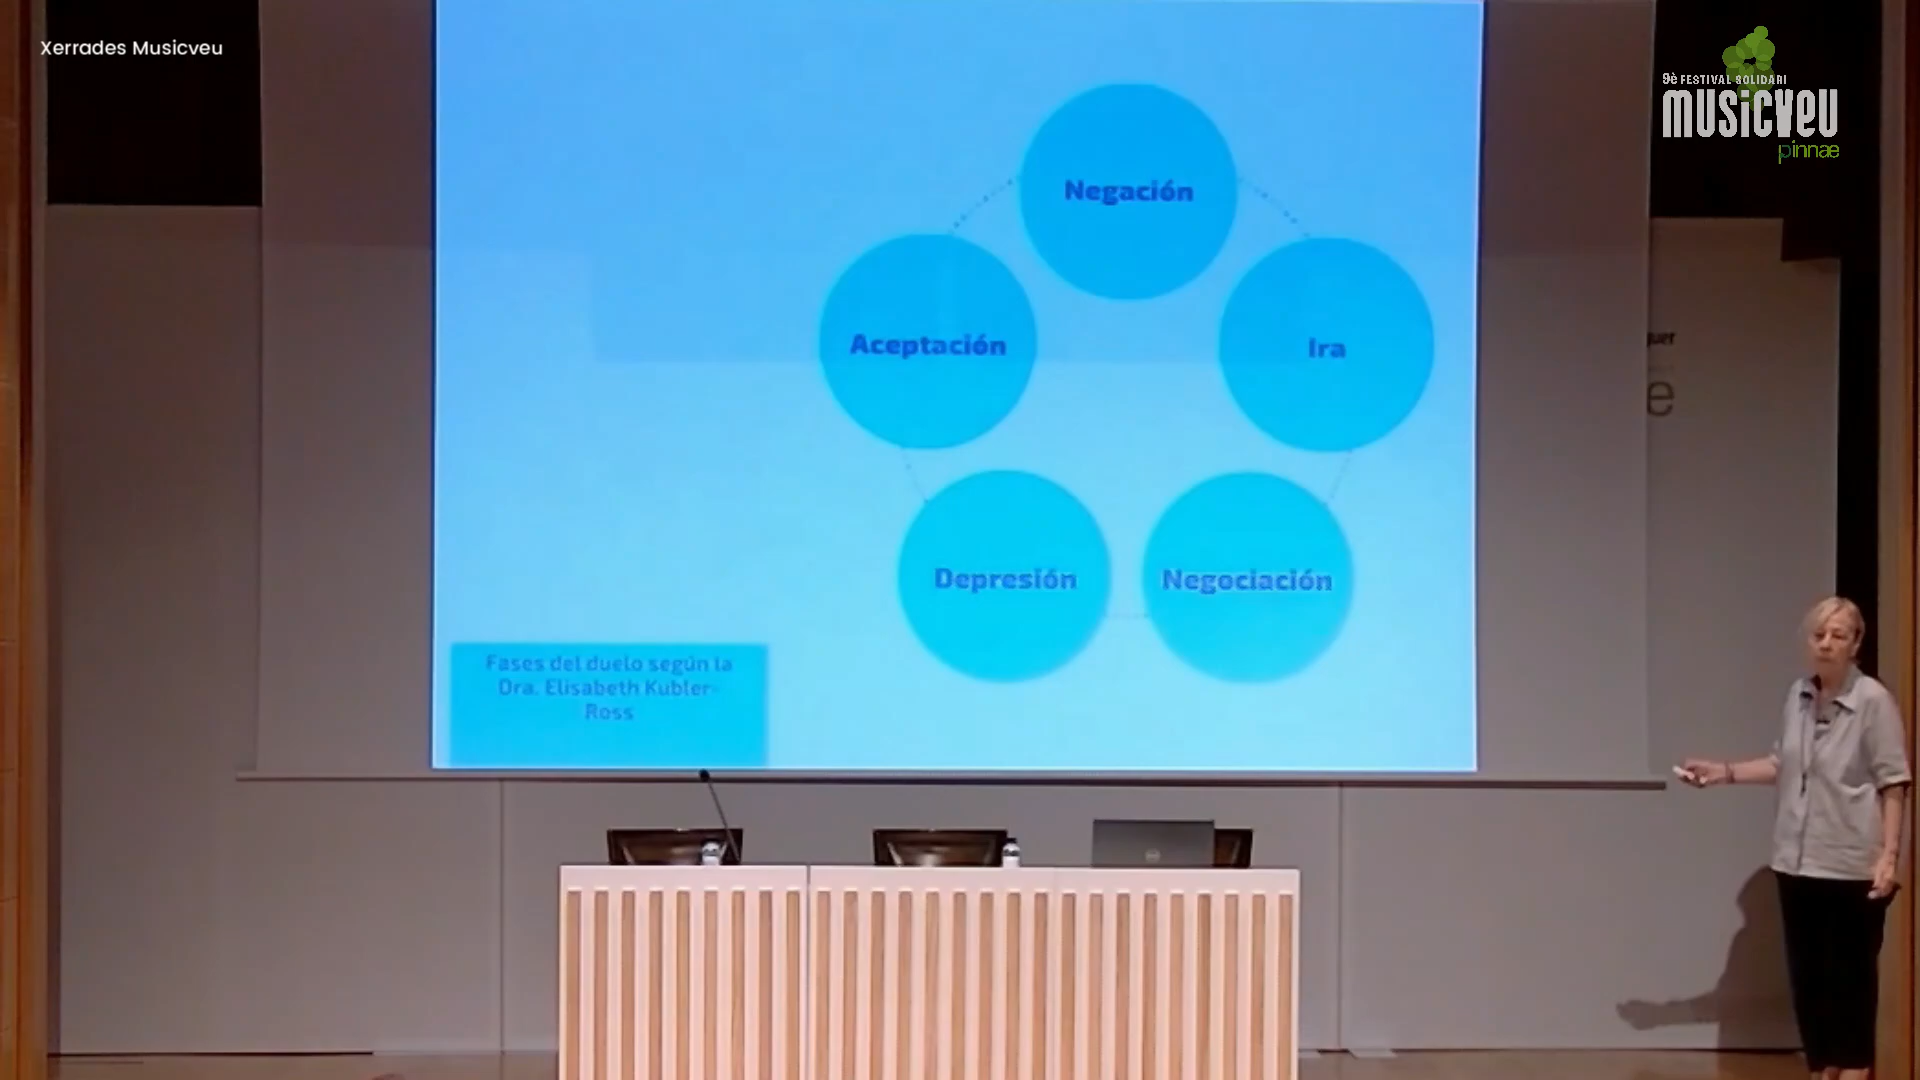 Xerrades Musicveu
9è FESTIVAL SOLIDARI
musicveu
pinnae
Negación
Aceptación
Ira
Depresión
Negociación
Fases del duelo según la
Dra. Elisabeth Kubler-
Ross